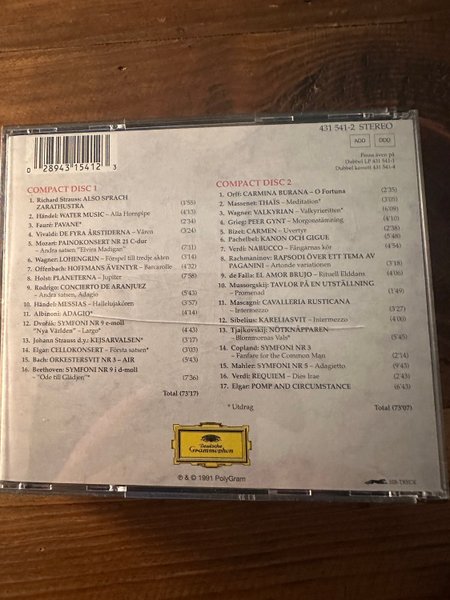 431 541-2 STEREO
ADD DDD
Finns även på
Dubbel LP 431 541-1
Dubbel kassett 431 541-4
0 28943 15412 3
COMPACT DISC 1
1. Richard Strauss: ALSO SPRACH
ZARATHUSTRA (1'55)
2. Händel: WATER MUSIC – Alla Hornpipe (3'24)
3. Fauré: PAVANE* (7'24)
4. Vivaldi: DE FYRA ÅRSTIDERNA – Våren (2'34)
5. Mozart: PAINOKONSERT NR 21 C-dur
– Andra satsen "Elvira Madigan" (7'11)
6. Wagner: LOHENGRIN – Förspel till tredje akten
7. Offenbach: HOFFMANS ÄVENTYR – Barcarolle (4'32)
8. Holst: PLANETERNA – Jupiter (7'58)
9. Rodrigo: CONCIERTO DE ARANJUEZ
– Andra satsen, Adagio (5'43)
10. Händel: MESSIAS – Hallelujakören (3'57)
11. Albinoni: ADAGIO*
12. Dvořák: SYMFONI NR 9 e-moll
"Nya Världen" – Largo* (4'43)
13. Johann Strauss d.y.: KEJSARVALSEN* (3'17)
14. Elgar: CELLOKONSERT – Första satsen*
15. Bach: ORKESTERSVIT NR 3 – AIR (5'43)
16. Beethoven: SYMFONI NR 9 i d-moll
– "Ode till Glädjen"* (7'36)
Total (73'17)
COMPACT DISC 2
1. Orff: CARMINA BURANA – O Fortuna (2'35)
2. Massenet: THAÏS – Meditation* (3'05)
3. Wagner: VALKYRIAN – Valkyrieritten* (4'09)
4. Grieg: PEER GYNT – Morgonstämning (4'10)
5. Bizet: CARMEN – Uvertyr
6. Pachelbel: KANON OCH GIGUE (5'48)
7. Verdi: NABUCCO – Fångarnas kör (4'54)
8. Rachmaninov: RAPSODI ÖVER ETT TEMA AV
PAGANINI – Artonde variationen (3'18)
9. de Falla: EL AMOR BRUJO – Rituell Elddans (4'06)
10. Mussorgskij: TAVLOR PÅ EN UTSTÄLLNING
– Promenad (1'49)
11. Mascagni: CAVALLERIA RUSTICANA
– Intermezzo (3'27)
12. Sibelius: KARELIASVIT – Intermezzo (4'00)
13. Tjajkovskij: NÖTKNÄPPAREN
– Blommornas Vals* (5'45)
14. Copland: SYMFONI NR 3
– Fanfare for the Common Man (2'14)
15. Mahler: SYMFONI NR 5 – Adagietto (9'43)
16. Verdi: REQUIEM – Dies Irae (2'14)
17. Elgar: POMP AND CIRCUMSTANCE (6'43)
* Utdrag
Total (73'07)
Deutsche
Grammophon
℗ & © 1991 PolyGram